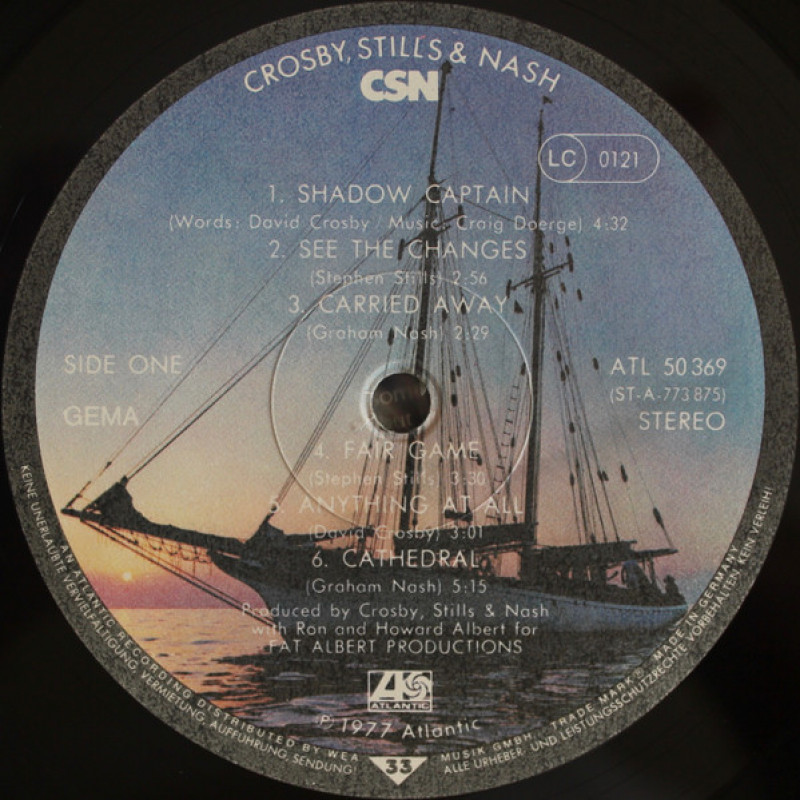 CROSBY, STILLS & NASH
CSN
LC 0121
1. SHADOW CAPTAIN
(Words: David Crosby / Music: Craig Doerge) 4:32
2. SEE THE CHANGES
(Stephen Stills) 2:56
3. CARRIED AWAY
(Graham Nash) 2:29
SIDE ONE
GEMA
ATL 50 369
(ST-A-773 875)
STEREO
4. FAIR GAME
(Stephen Stills) 3:30
5. ANYTHING AT ALL
(David Crosby) 3:01
6. CATHEDRAL
(Graham Nash) 5:15
Produced by Crosby, Stills & Nash
with Ron and Howard Albert for
FAT ALBERT PRODUCTIONS
ATLANTIC
℗ 1977 Atlantic
33
AN ATLANTIC RECORDING DISTRIBUTED BY WEA MUSIK GMBH. TRADE MARK®. MADE IN GERMANY
KEINE UNERLAUBTE VERVIELFÄLTIGUNG, VERMIETUNG, AUFFÜHRUNG, SENDUNG! ALLE URHEBER- UND LEISTUNGSSCHUTZRECHTE VORBEHALTEN. KEIN VERLEIH!